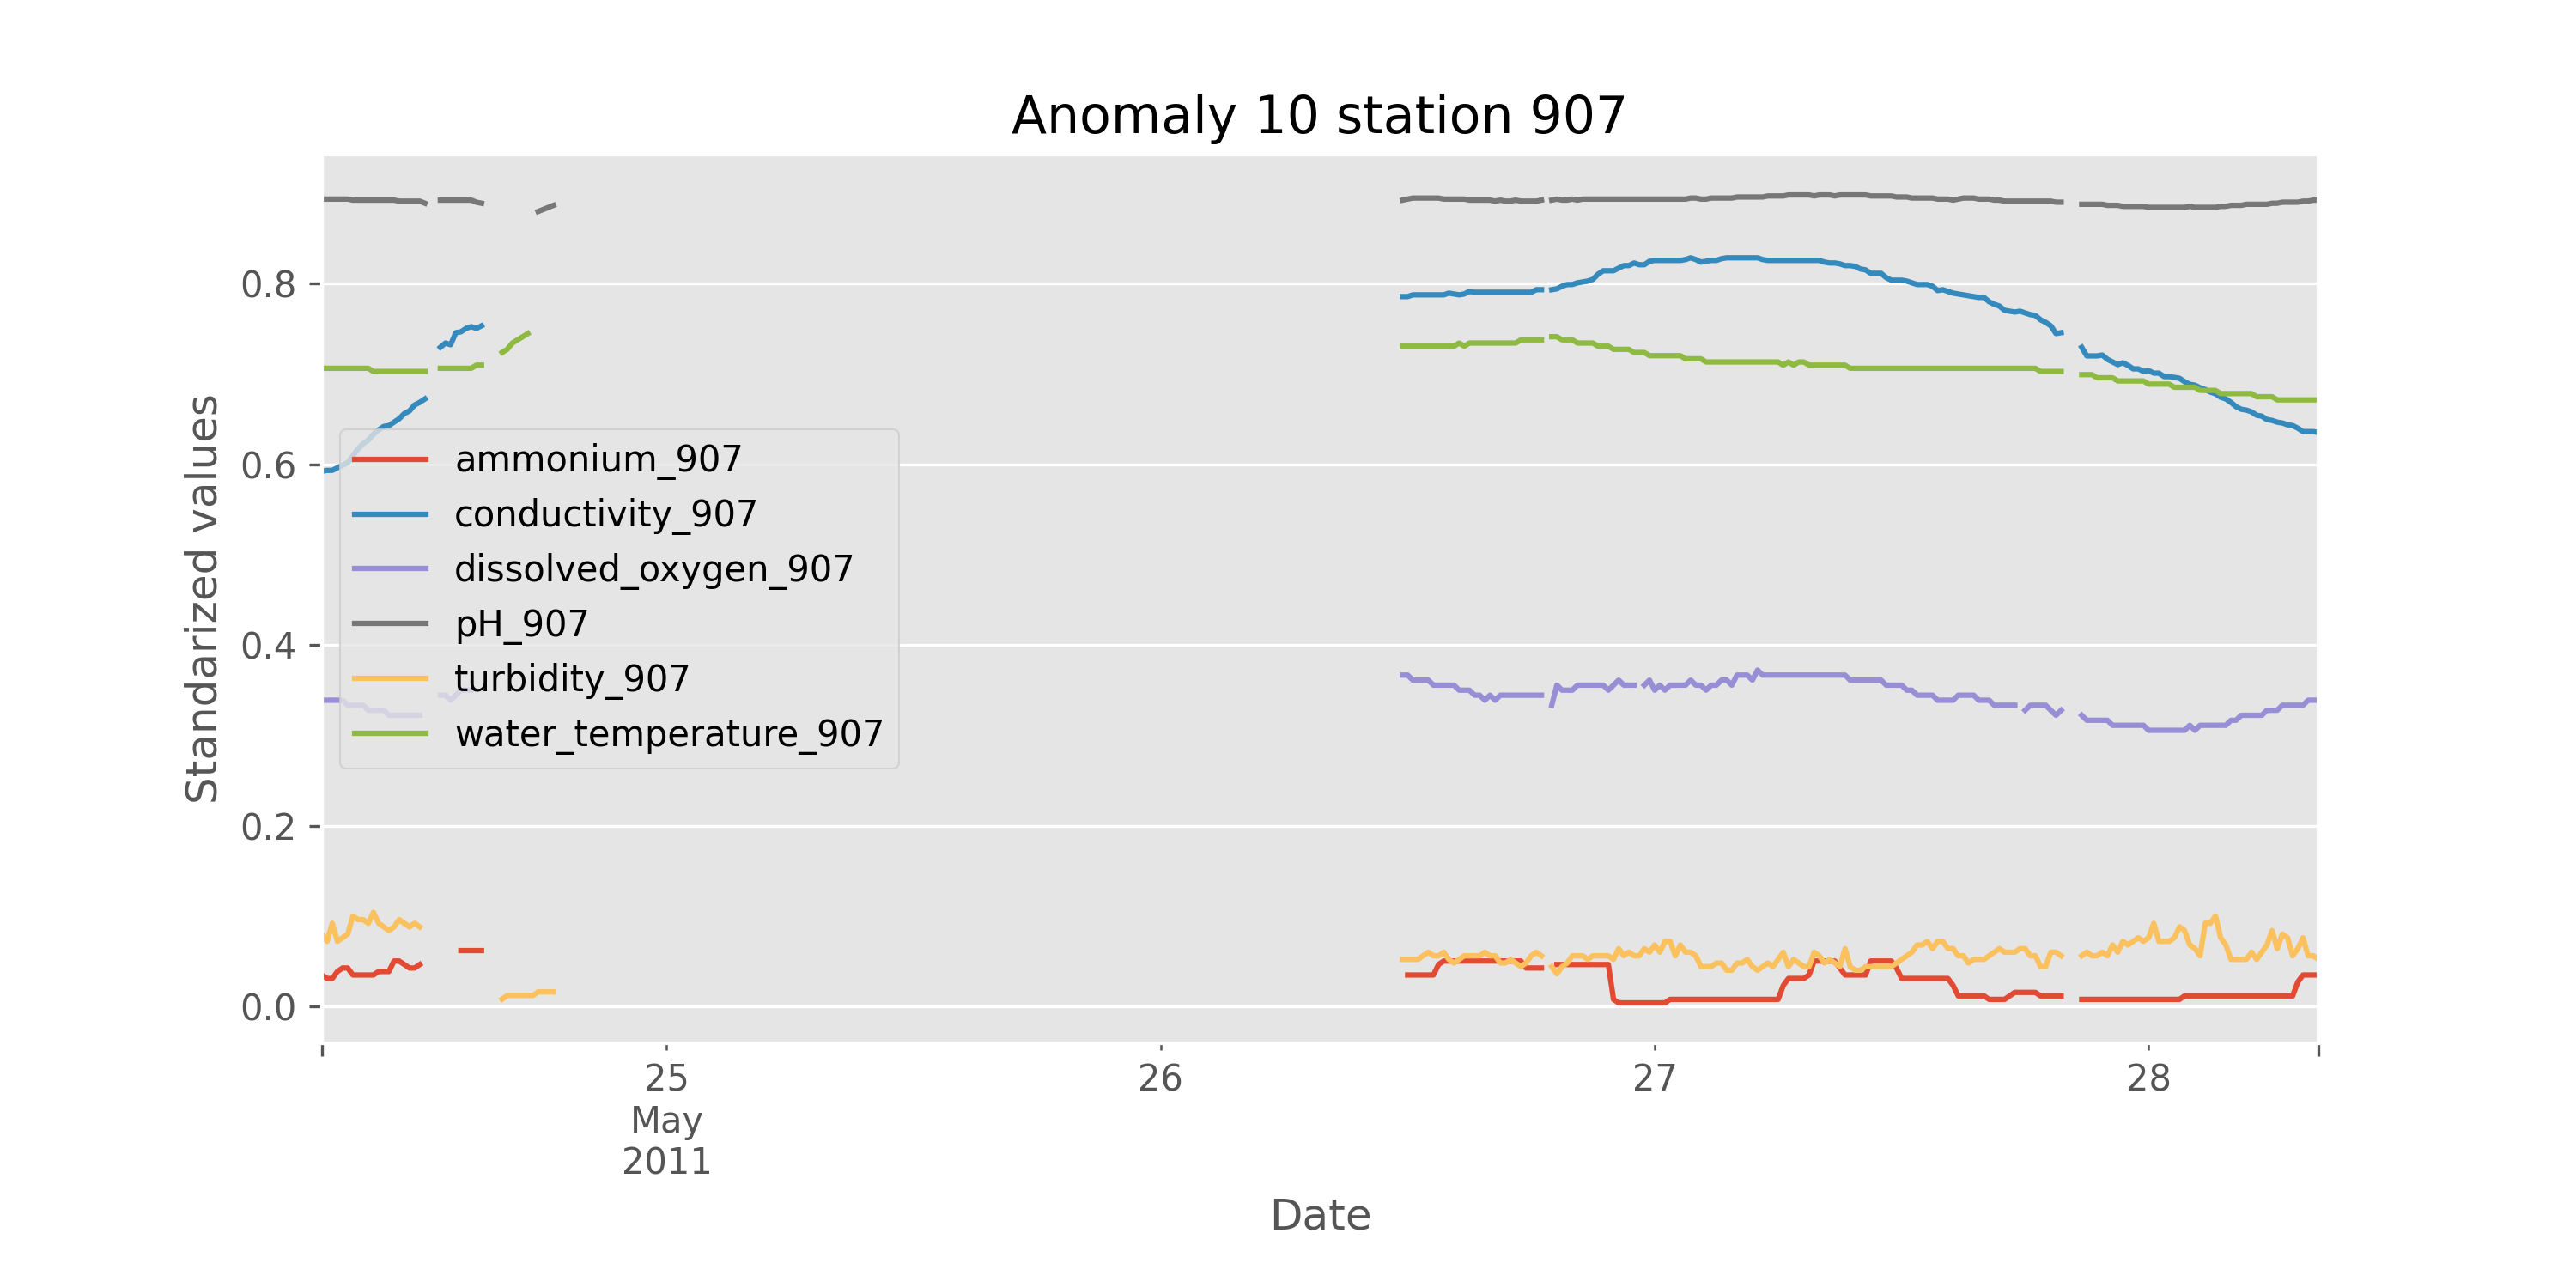 Anomaly 10 station 907
Standarized values
0.8
0.6
0.4
0.2
0.0
ammonium_907
conductivity_907
dissolved_oxygen_907
pH_907
turbidity_907
water_temperature_907
25 26 27 28
May
2011
Date